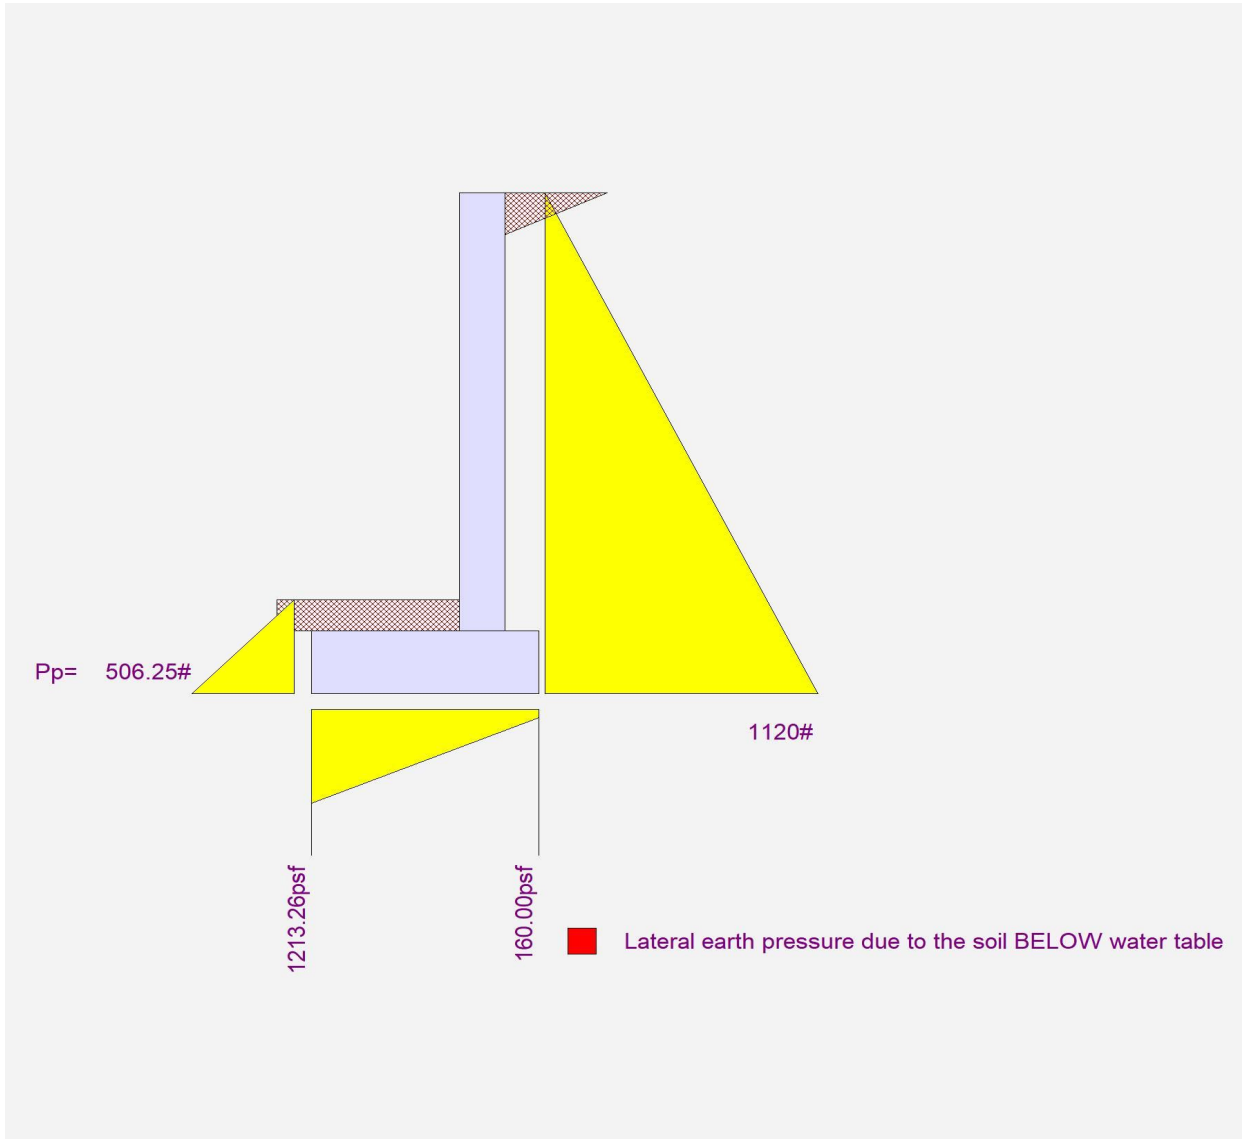 Pp= 506.25#
1120#
1213.26psf
160.00psf
Lateral earth pressure due to the soil BELOW water table